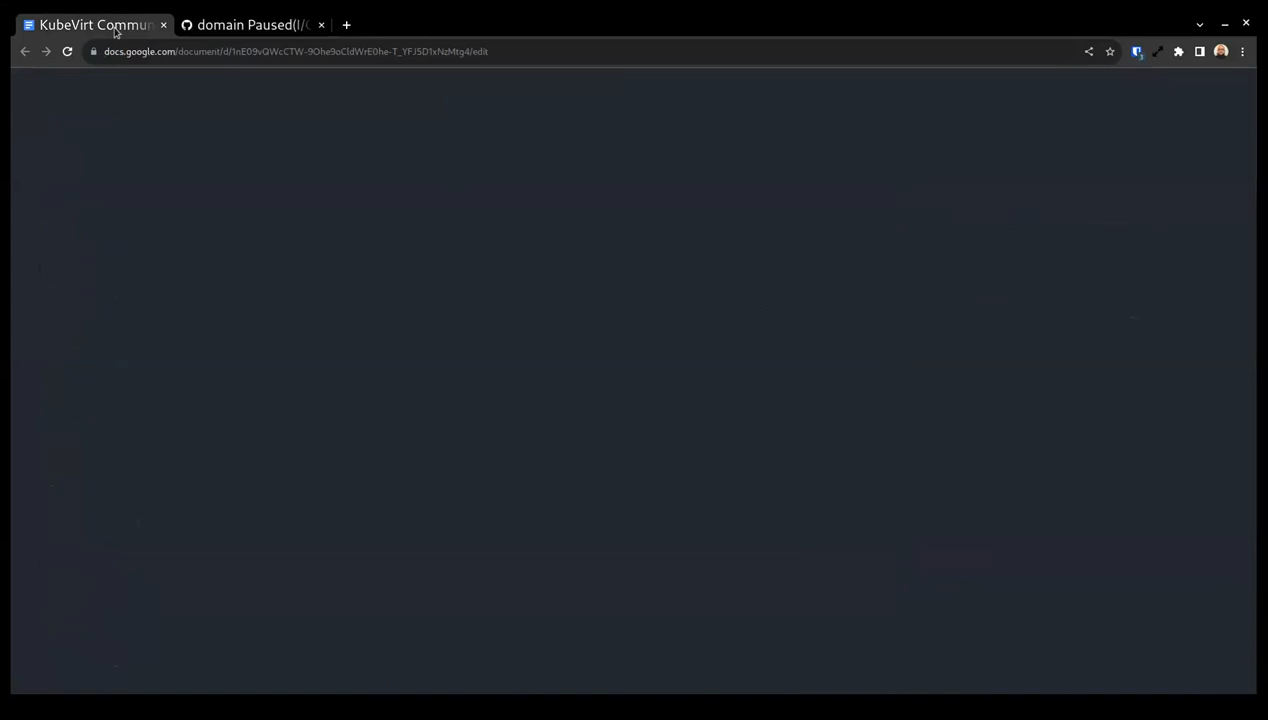 KubeVirt Commun
domain Paused(I/
docs.google.com/document/d/1nE09vQWcCTW-9Ohe9oCldWrE0he-T_YFJ5D1xNzMtg4/edit